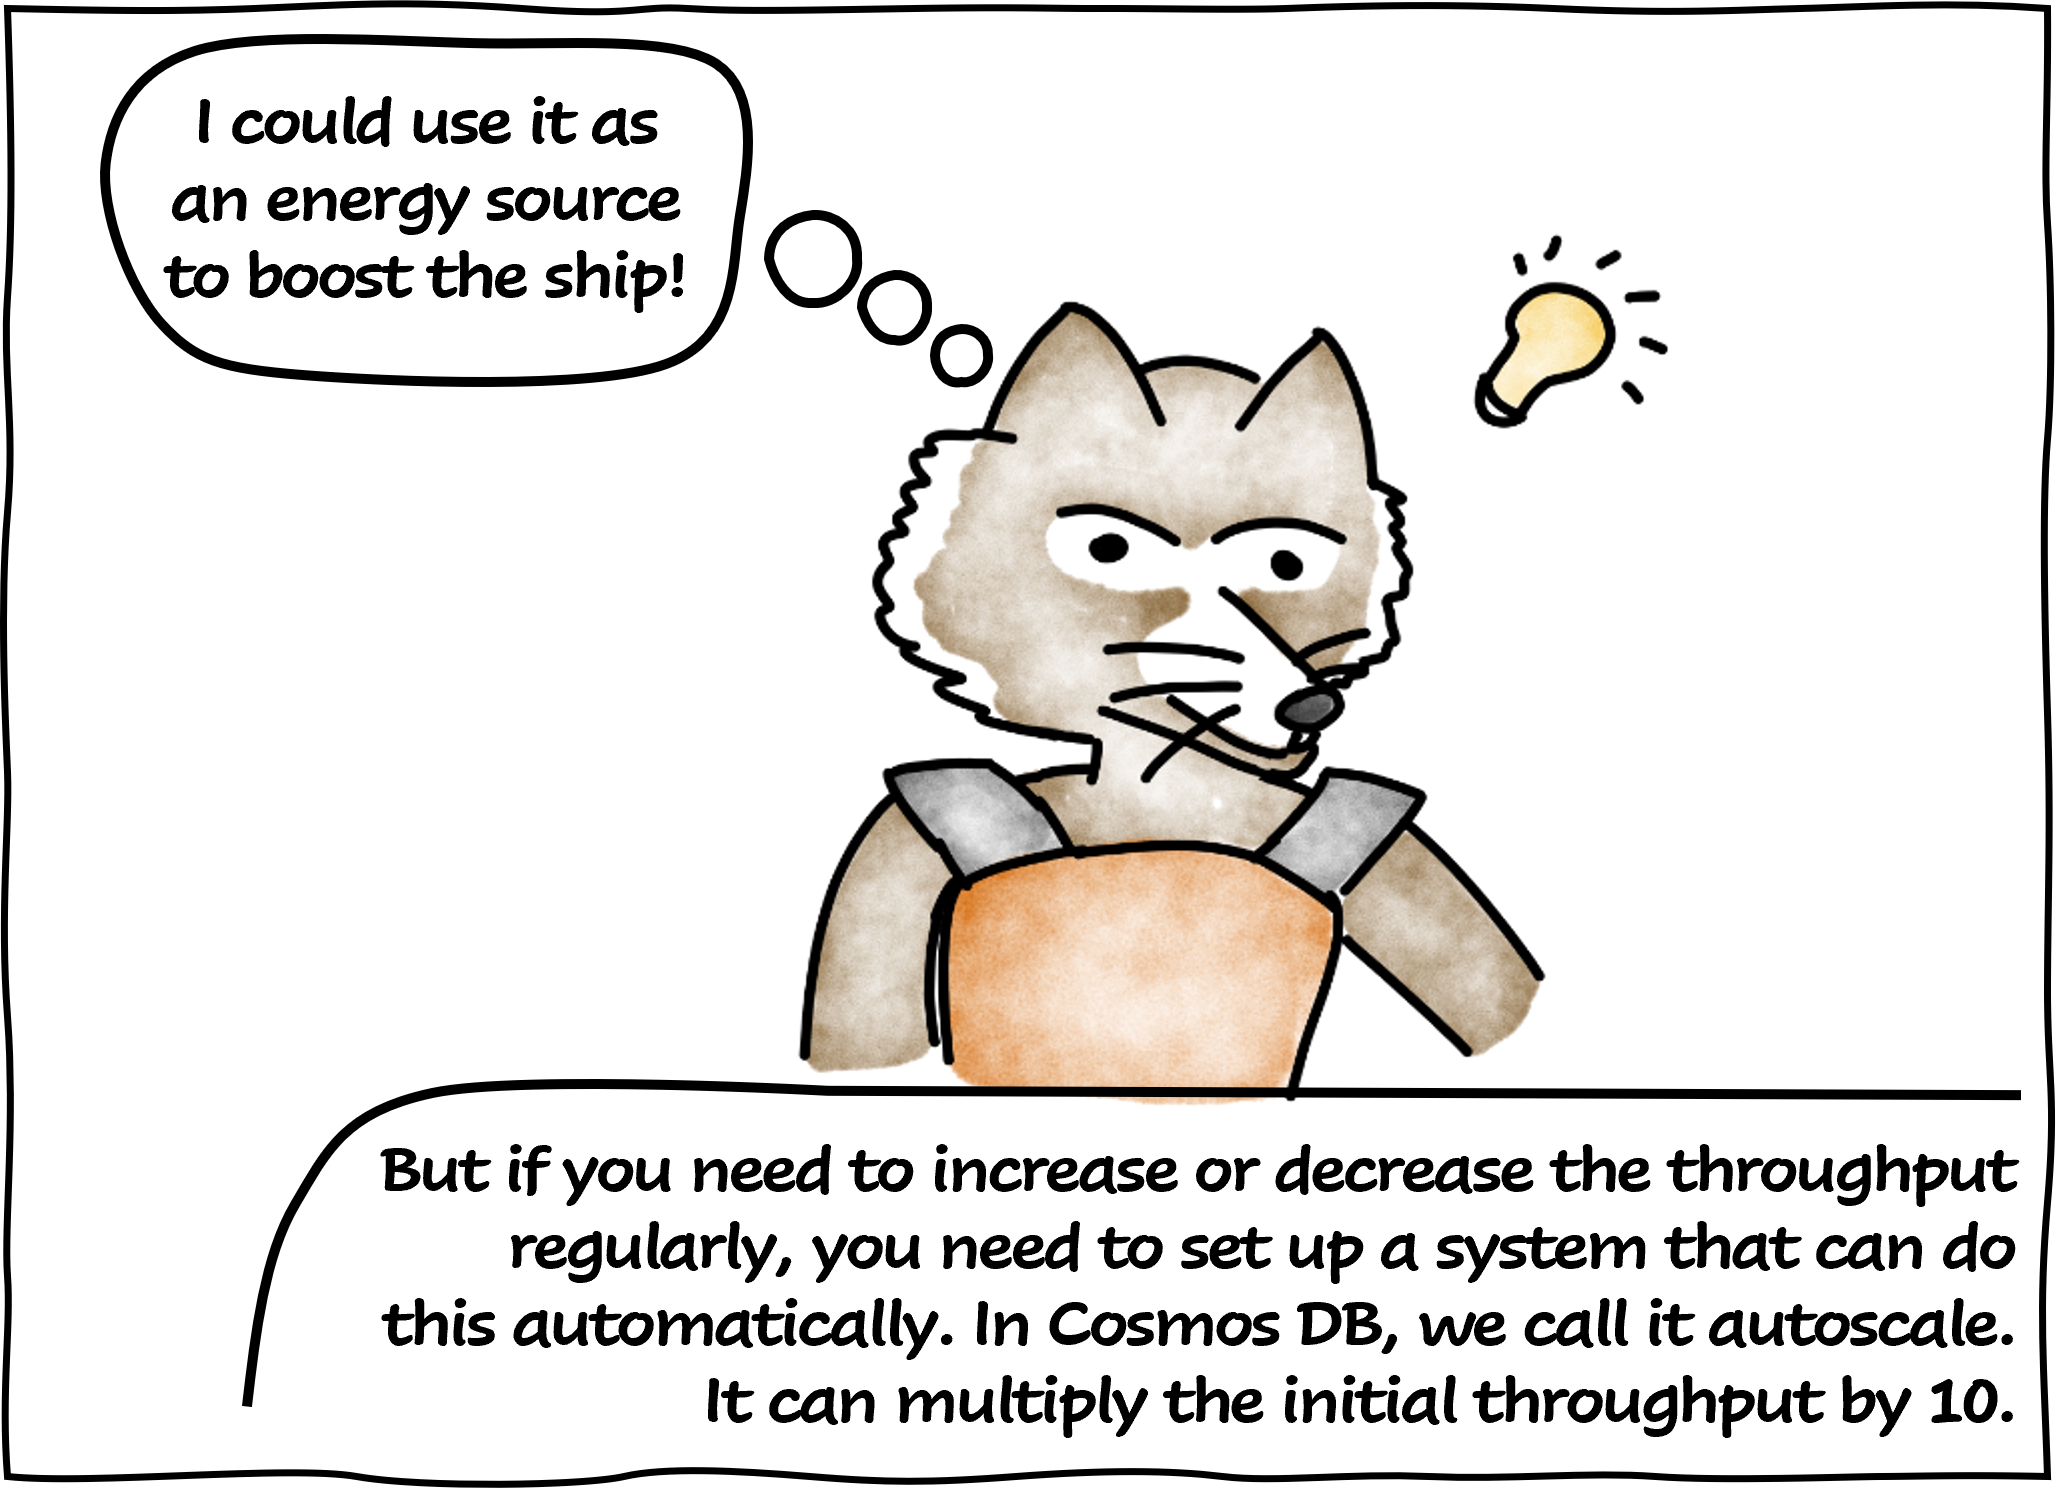 I could use it as
an energy source
to boost the ship!
But if you need to increase or decrease the throughput
regularly, you need to set up a system that can do
this automatically. In Cosmos DB, we call it autoscale.
It can multiply the initial throughput by 10.